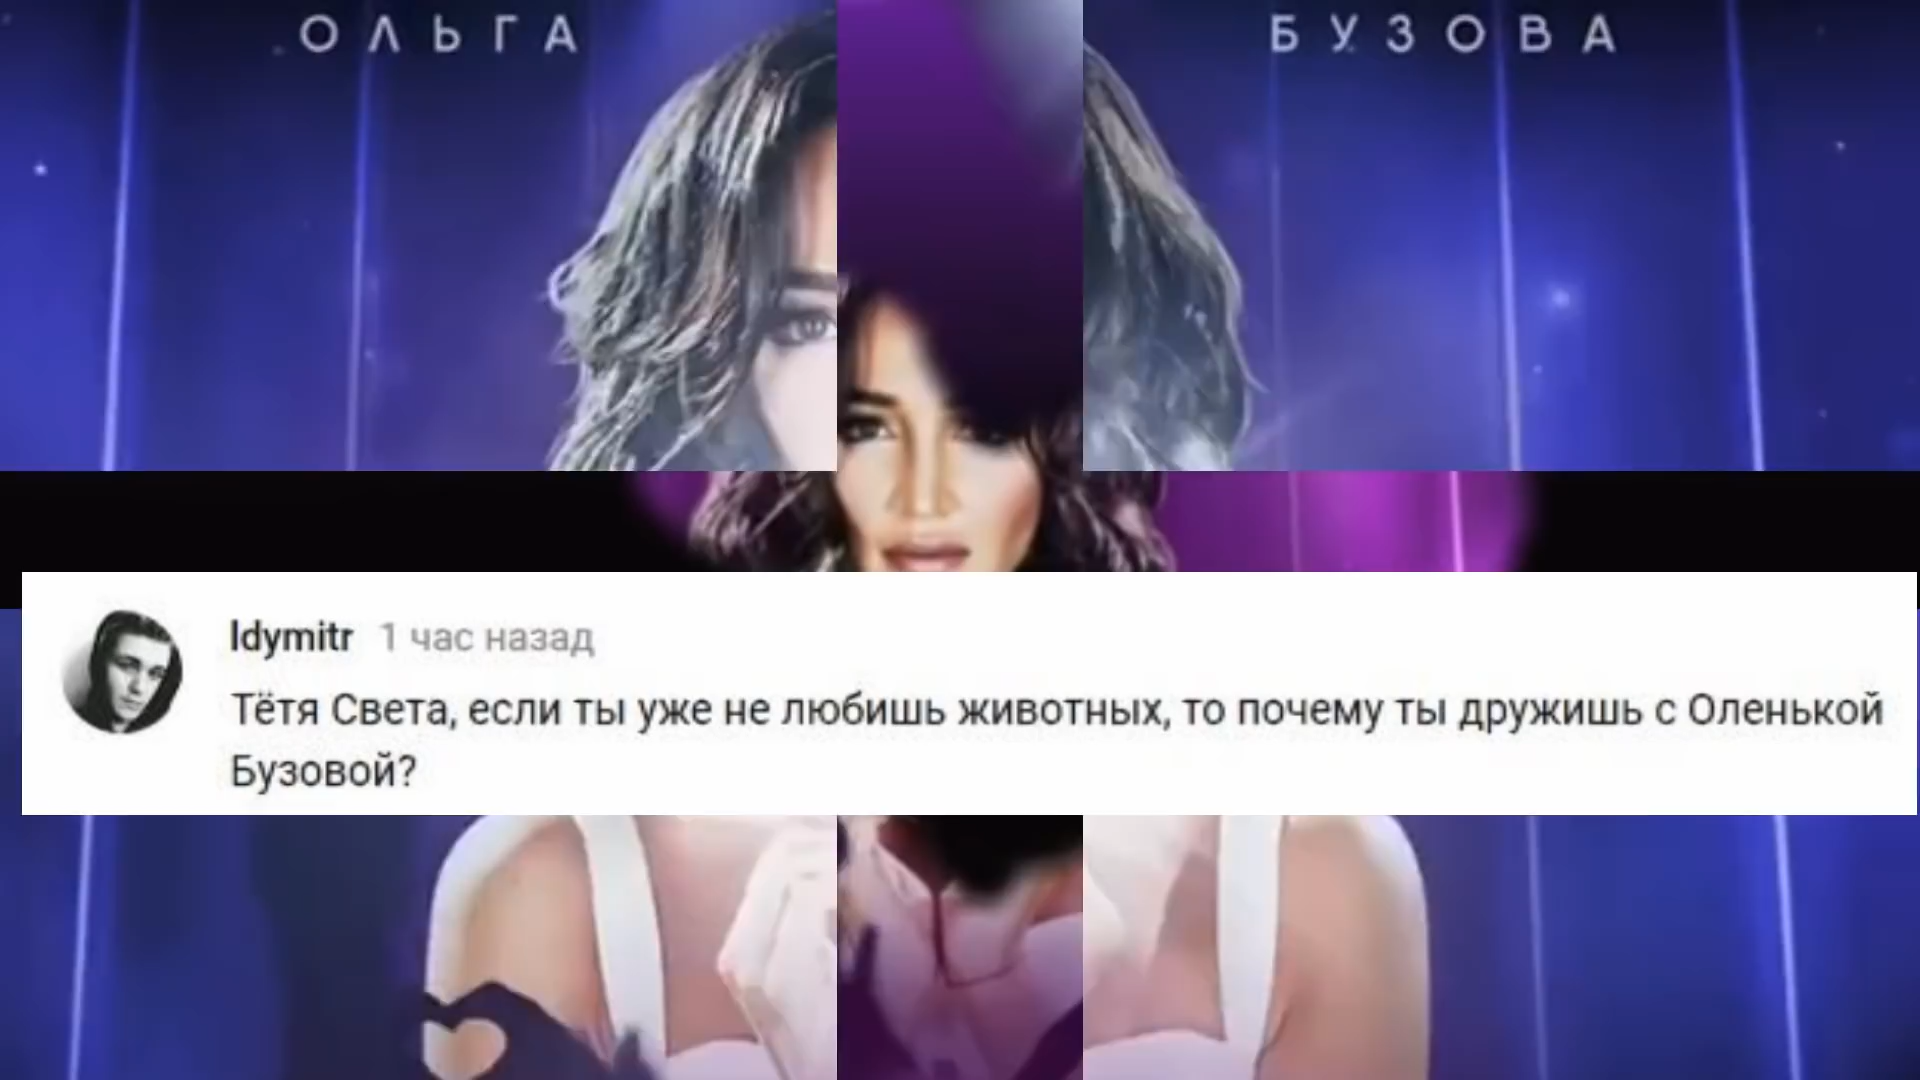 ОЛЬГА БУЗОВА
ldymitr 1 час назад
Тётя Света, если ты уже не любишь животных, то почему ты дружишь с Оленькой
Бузовой?